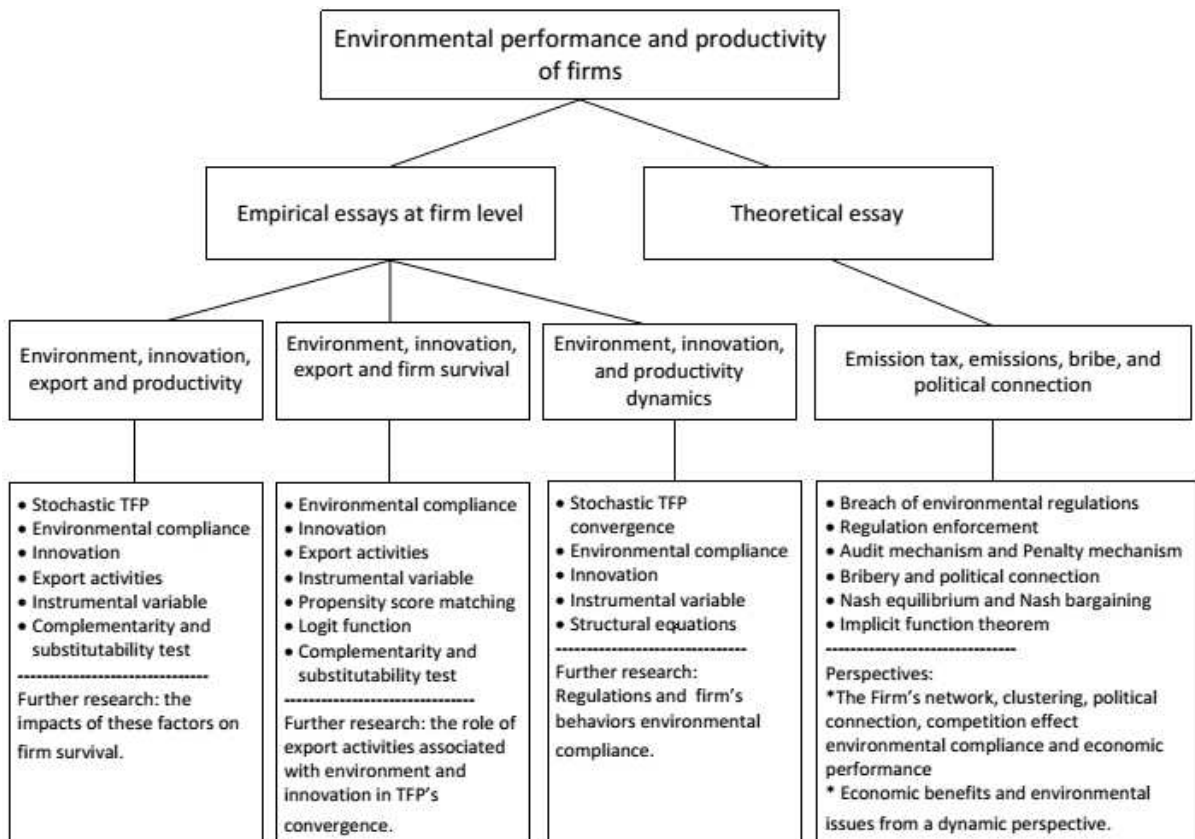 Environmental performance and productivity
of firms
Empirical essays at firm level
Theoretical essay
Environment, innovation,
export and productivity
Environment, innovation,
export and firm survival
Environment, innovation,
and productivity
dynamics
Emission tax, emissions, bribe, and
political connection
• Stochastic TFP
• Environmental compliance
• Innovation
• Export activities
• Instrumental variable
• Complementarity and
substitutability test
-------------------------------
Further research: the
impacts of these factors on
firm survival.
• Environmental compliance
• Innovation
• Export activities
• Instrumental variable
• Propensity score matching
• Logit function
• Complementarity and
substitutability test
-------------------------------
Further research: the role of
export activities associated
with environment and
innovation in TFP's
convergence.
• Stochastic TFP
convergence
• Environmental compliance
• Innovation
• Instrumental variable
• Structural equations
-------------------------------
Further research:
Regulations and firm's
behaviors environmental
compliance.
• Breach of environmental regulations
• Regulation enforcement
• Audit mechanism and Penalty mechanism
• Bribery and political connection
• Nash equilibrium and Nash bargaining
• Implicit function theorem
-------------------------------
Perspectives:
*The Firm's network, clustering, political
connection, competition effect
environmental compliance and economic
performance
* Economic benefits and environmental
issues from a dynamic perspective.